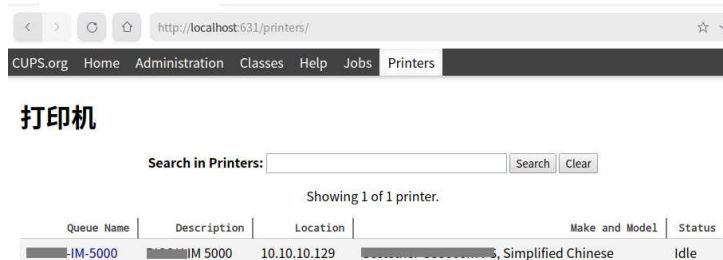 http://localhost:631/printers/
CUPS.org Home Administration Classes Help Jobs Printers
打印机
Search in Printers: Search Clear
Showing 1 of 1 printer.
Queue Name Description Location Make and Model Status
-IM-5000 IM 5000 10.10.10.129 , Simplified Chinese Idle